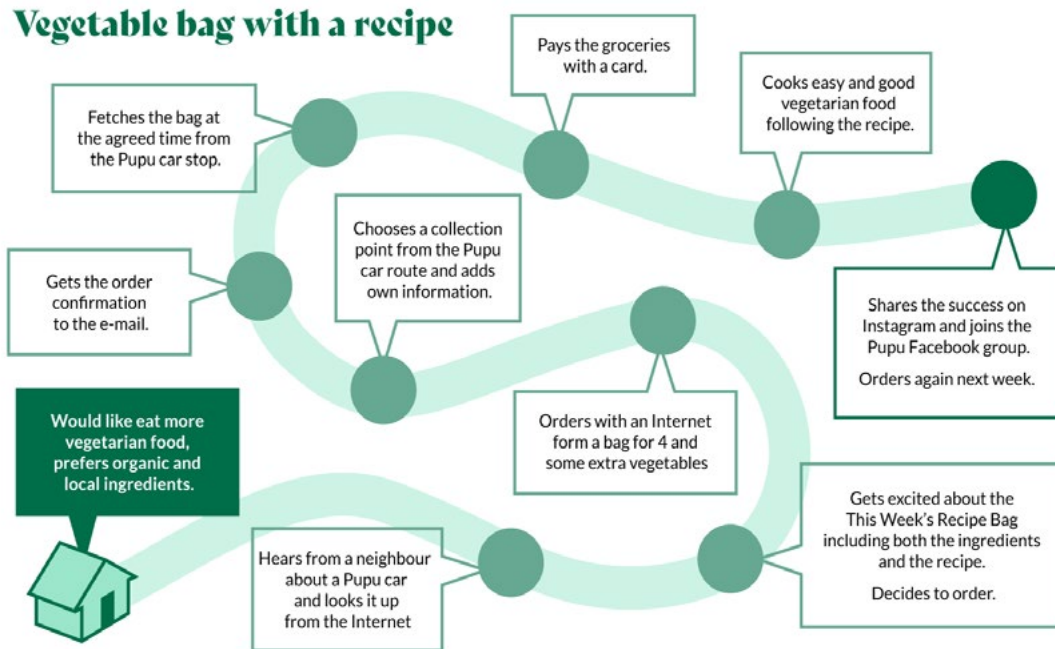 Vegetable bag with a recipe
Would like eat more
vegetarian food,
prefers organic and
local ingredients.
Hears from a neighbour
about a Pupu car
and looks it up
from the Internet
Gets excited about the
This Week's Recipe Bag
including both the ingredients
and the recipe.
Decides to order.
Orders with an Internet
form a bag for 4 and
some extra vegetables
Chooses a collection
point from the Pupu
car route and adds
own information.
Gets the order
confirmation
to the e-mail.
Fetches the bag at
the agreed time from
the Pupu car stop.
Pays the groceries
with a card.
Cooks easy and good
vegetarian food
following the recipe.
Shares the success on
Instagram and joins the
Pupu Facebook group.
Orders again next week.